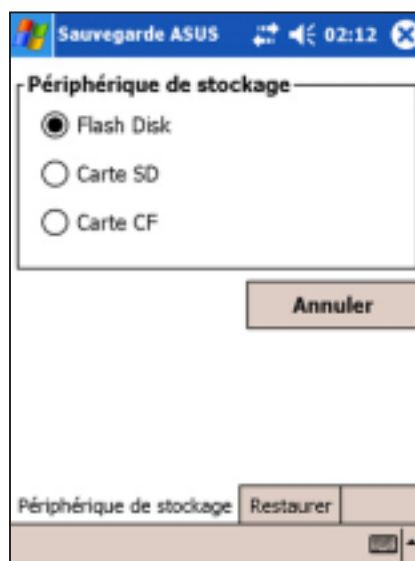 Sauvegarde ASUS 02:12
Périphérique de stockage
Flash Disk
Carte SD
Carte CF
Annuler
Périphérique de stockage Restaurer